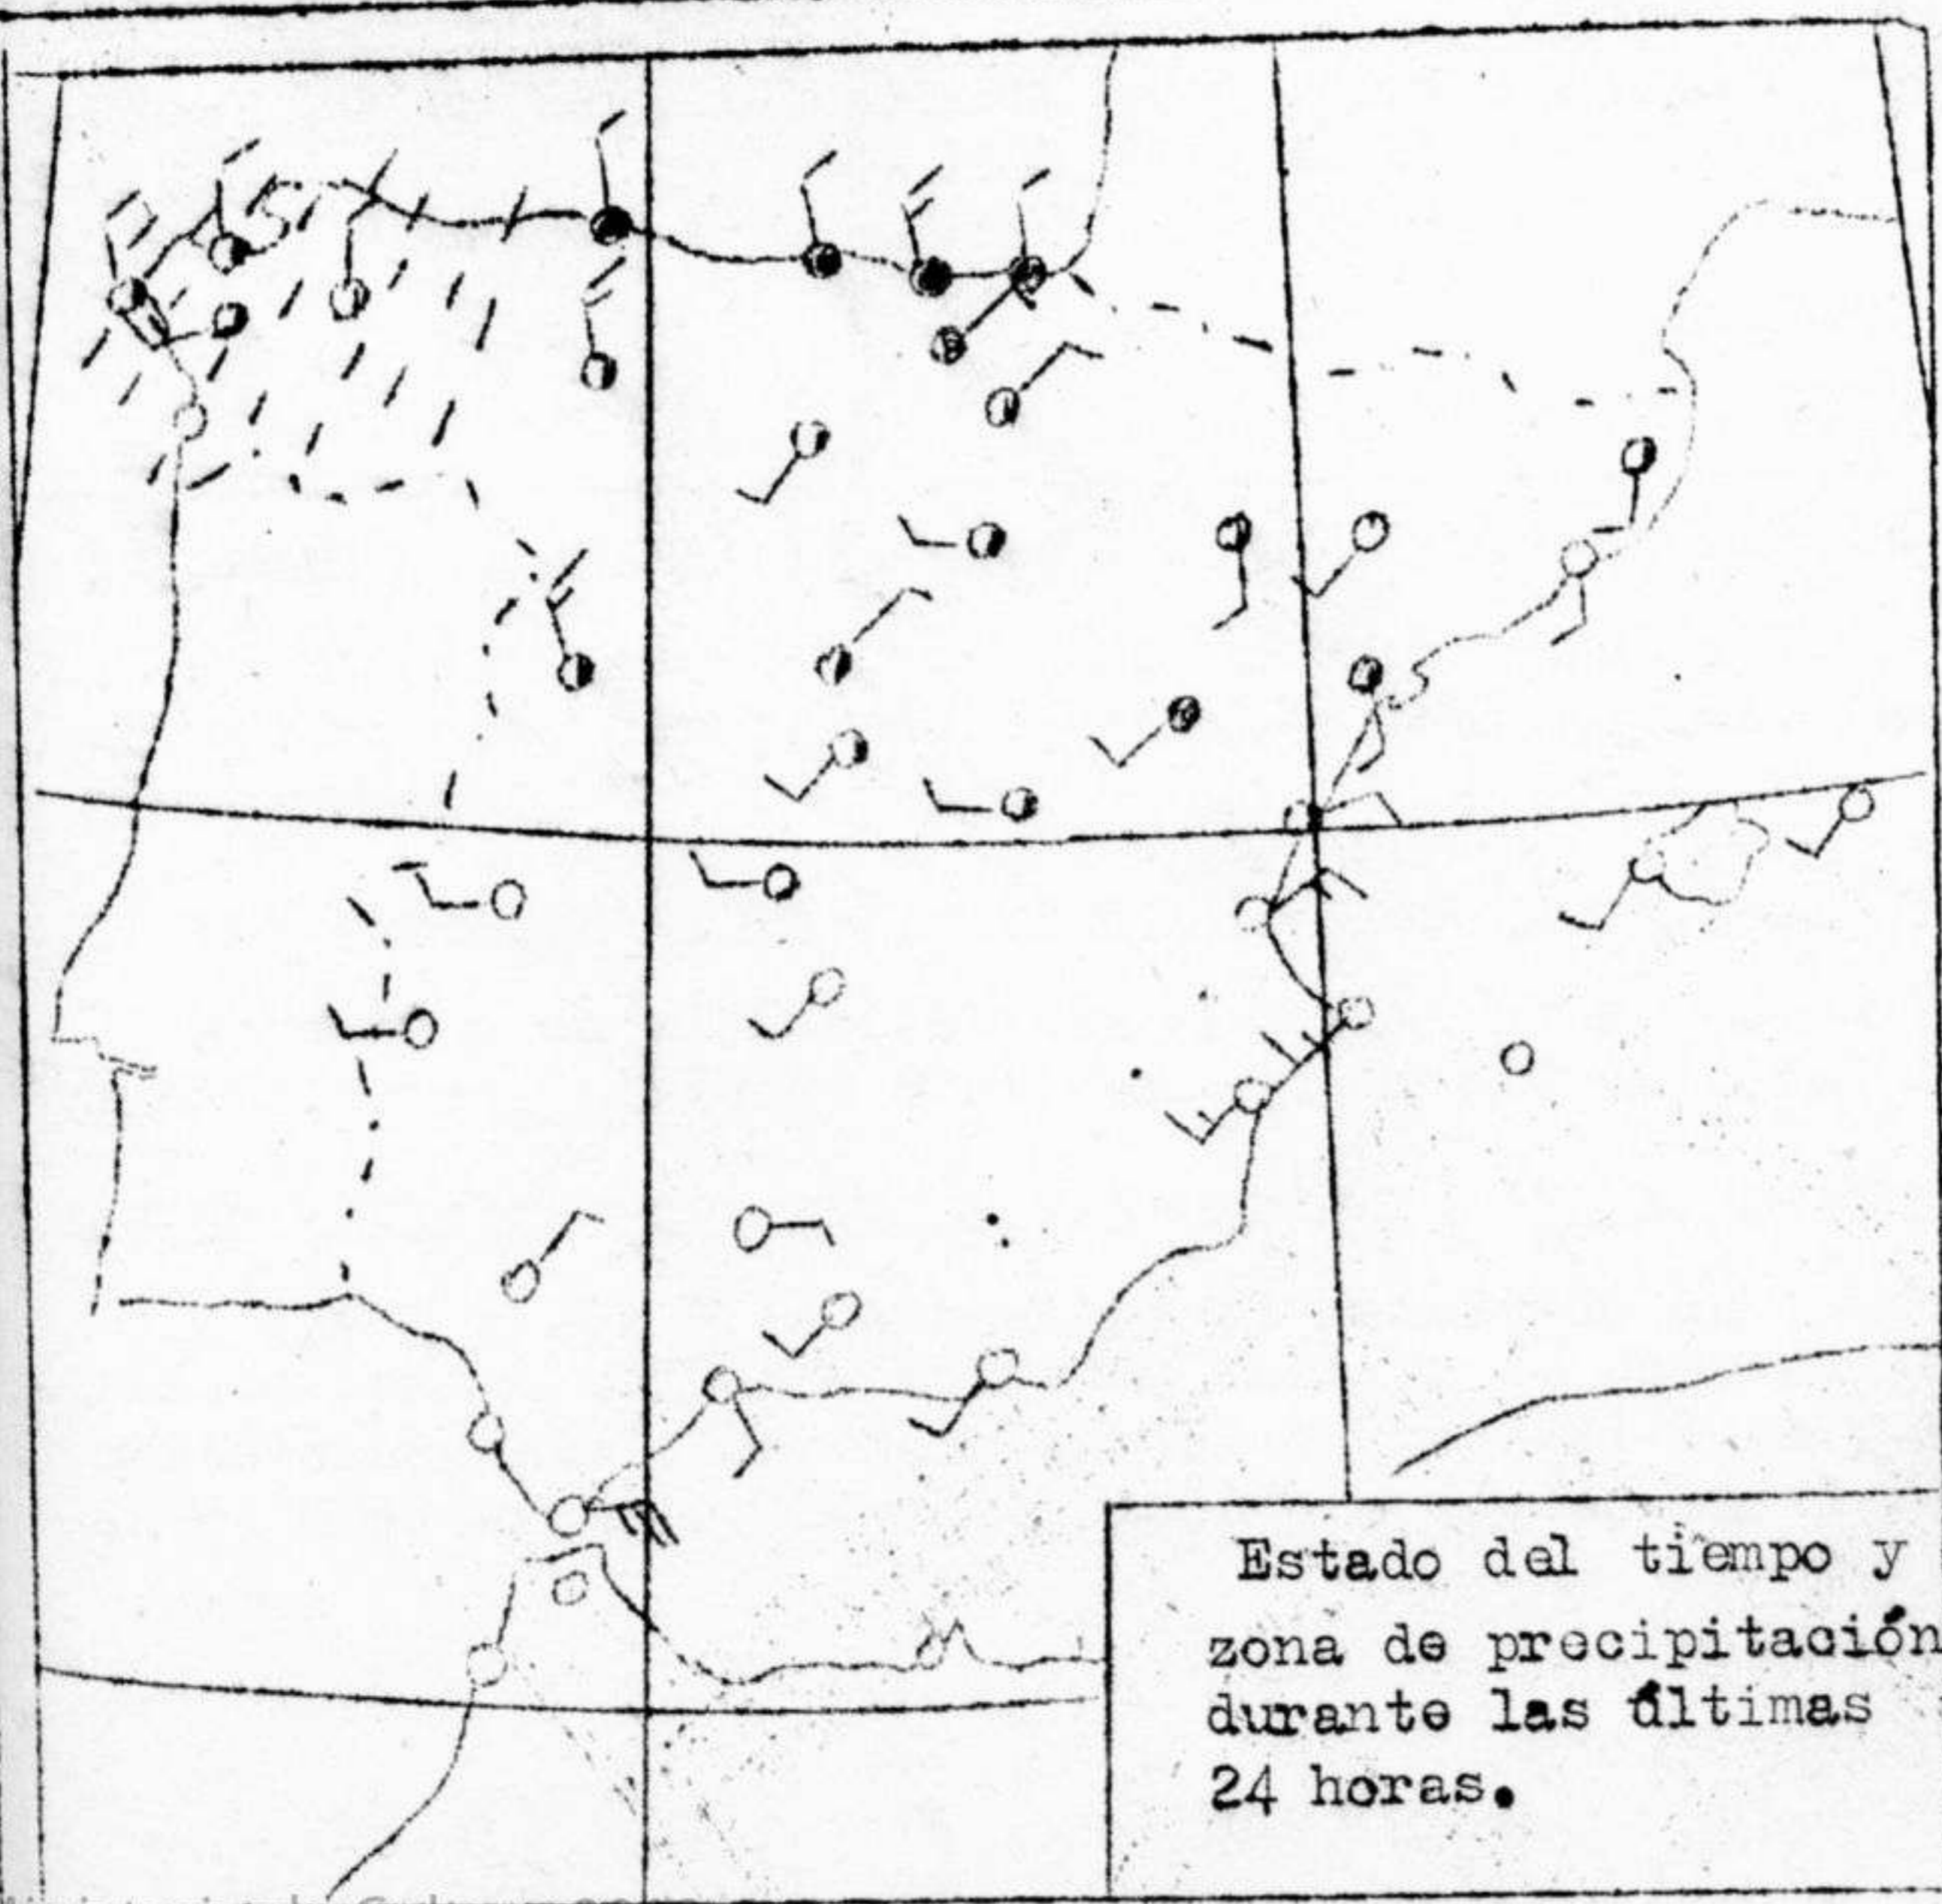 Estado del tiempo y
zona de precipitación
durante las últimas
24 horas.